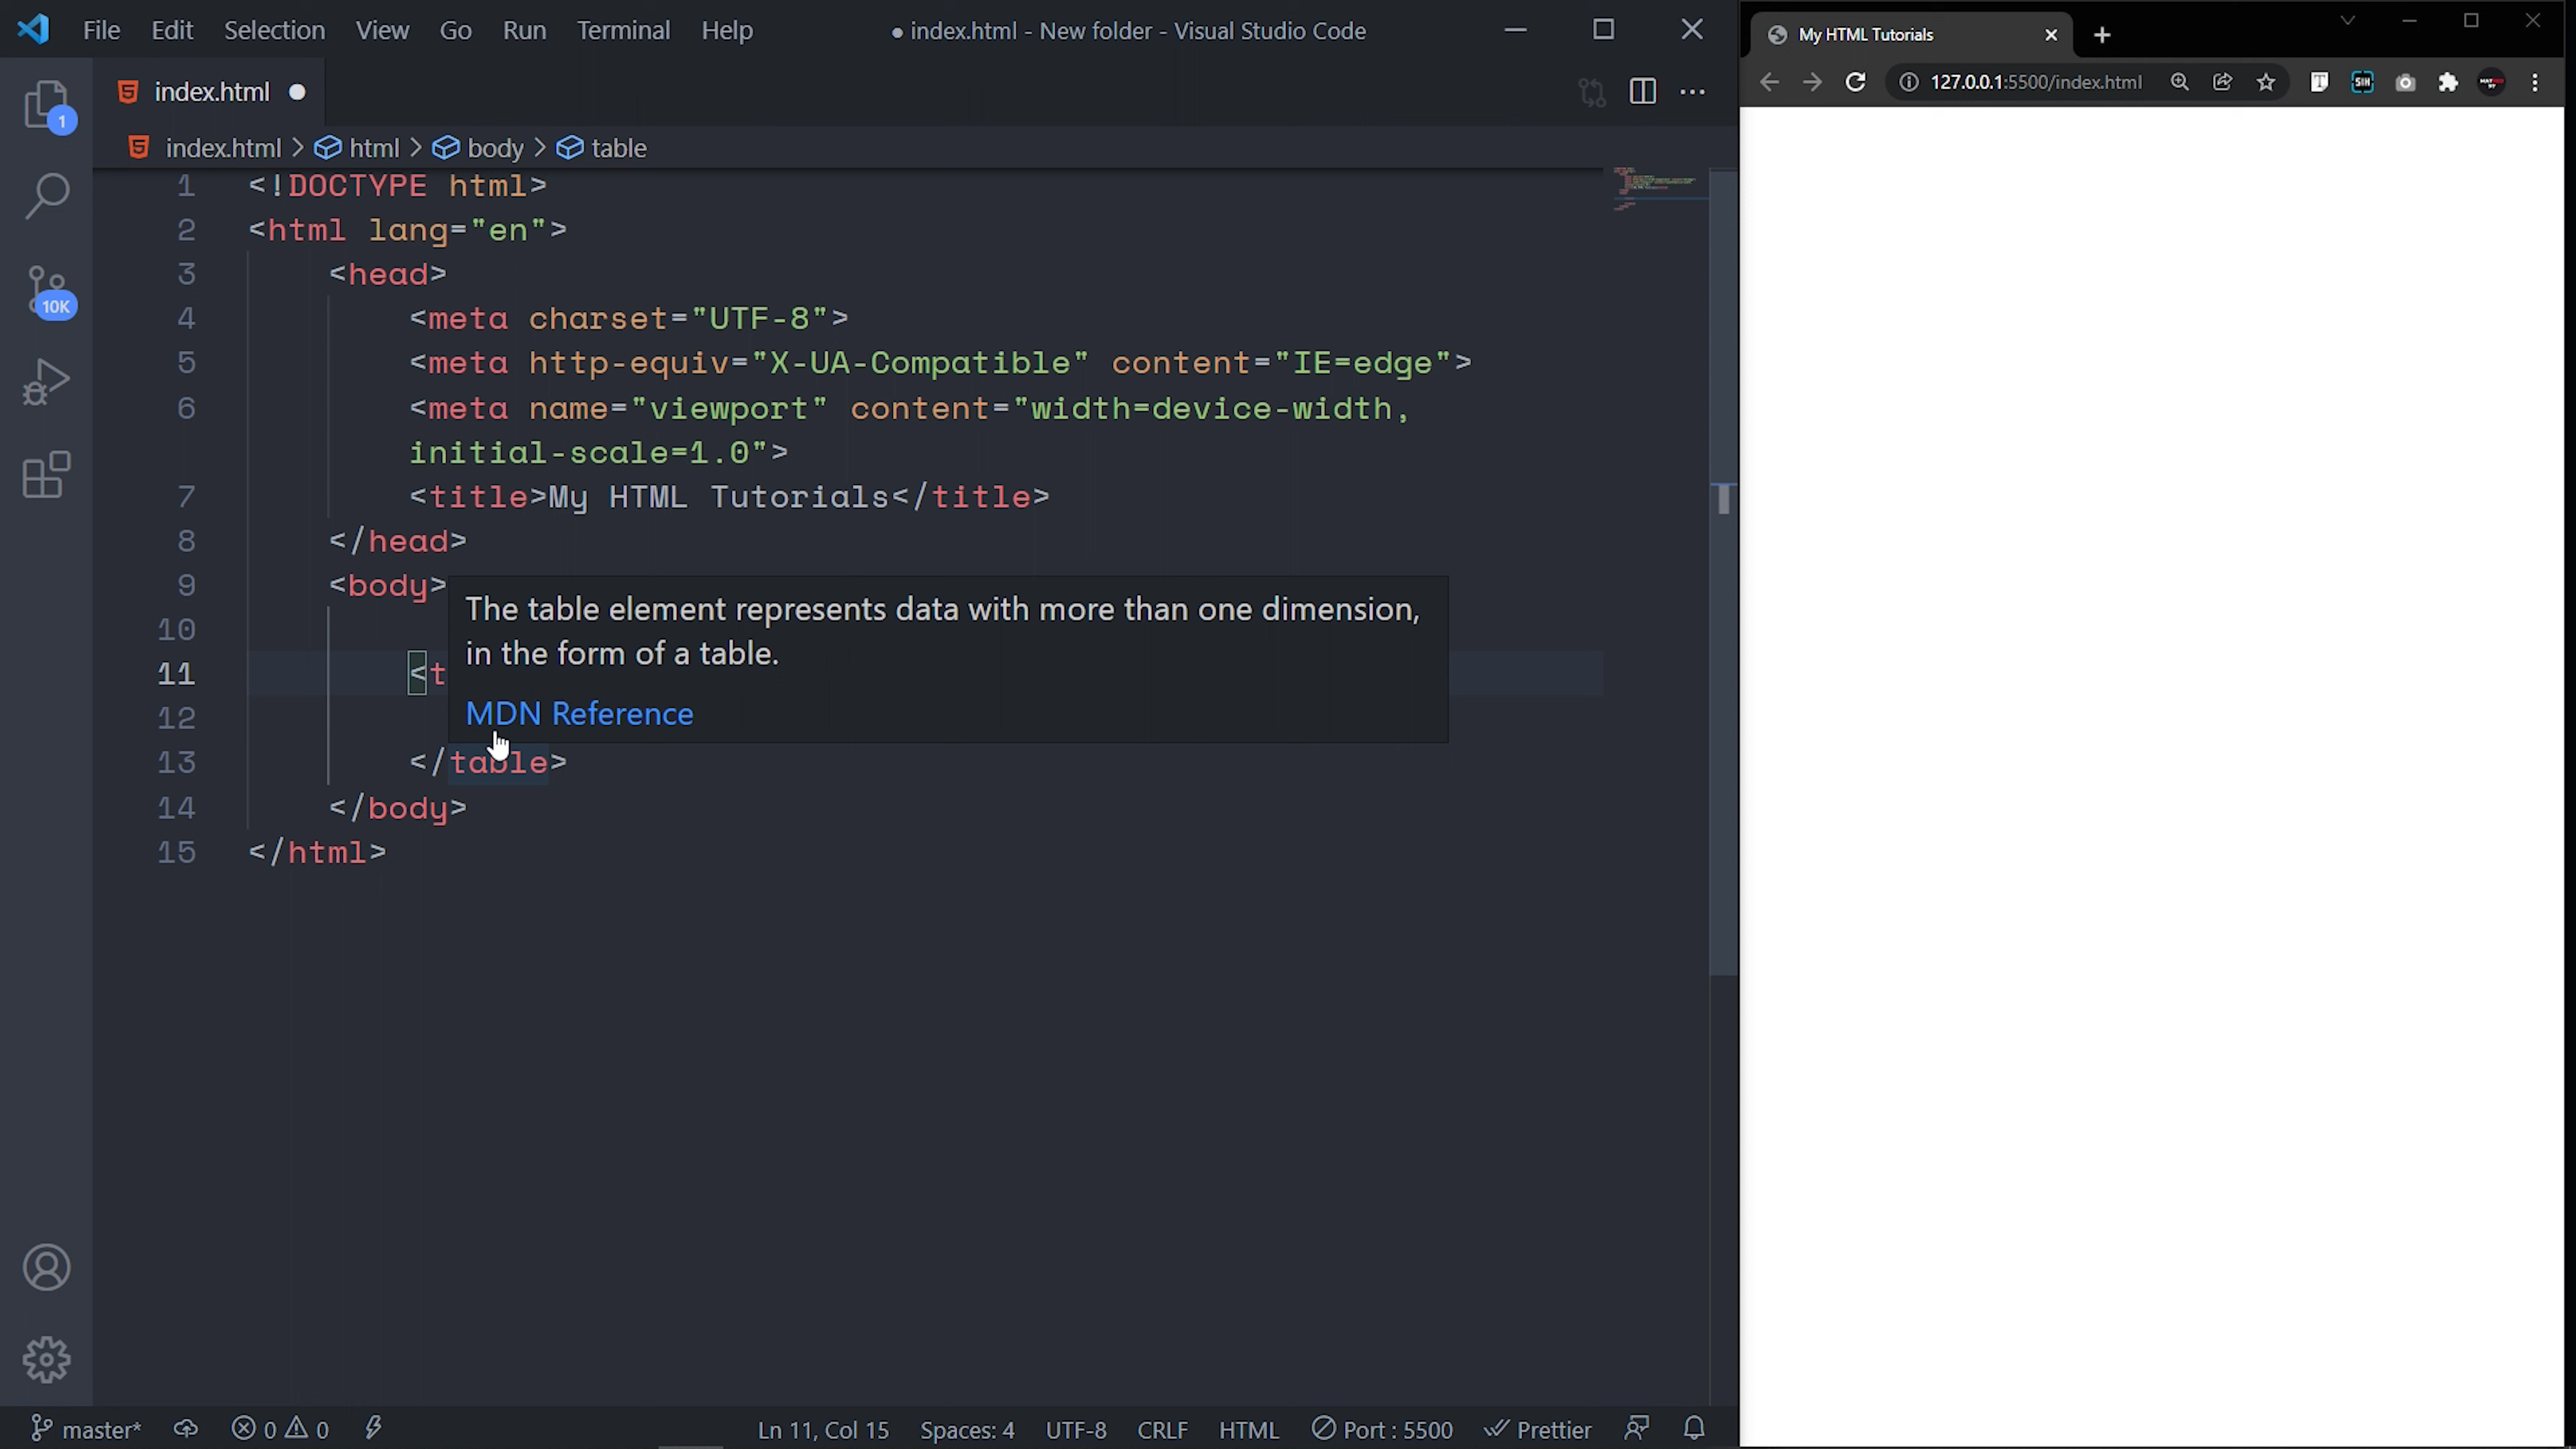 File Edit Selection View Go Run Terminal Help
● index.html - New folder - Visual Studio Code
index.html ●
index.html > html > body > table
1 <!DOCTYPE html>
2 <html lang="en">
3 <head>
4 <meta charset="UTF-8">
5 <meta http-equiv="X-UA-Compatible" content="IE=edge">
6 <meta name="viewport" content="width=device-width,
initial-scale=1.0">
7 <title>My HTML Tutorials</title>
8 </head>
9 <body>
10
11 <t
12
13 </table>
14 </body>
15 </html>
The table element represents data with more than one dimension,
in the form of a table.
MDN Reference
1
10K
master* 0 0 Ln 11, Col 15 Spaces: 4 UTF-8 CRLF HTML Port : 5500 Prettier
My HTML Tutorials
127.0.0.1:5500/index.html
SIH